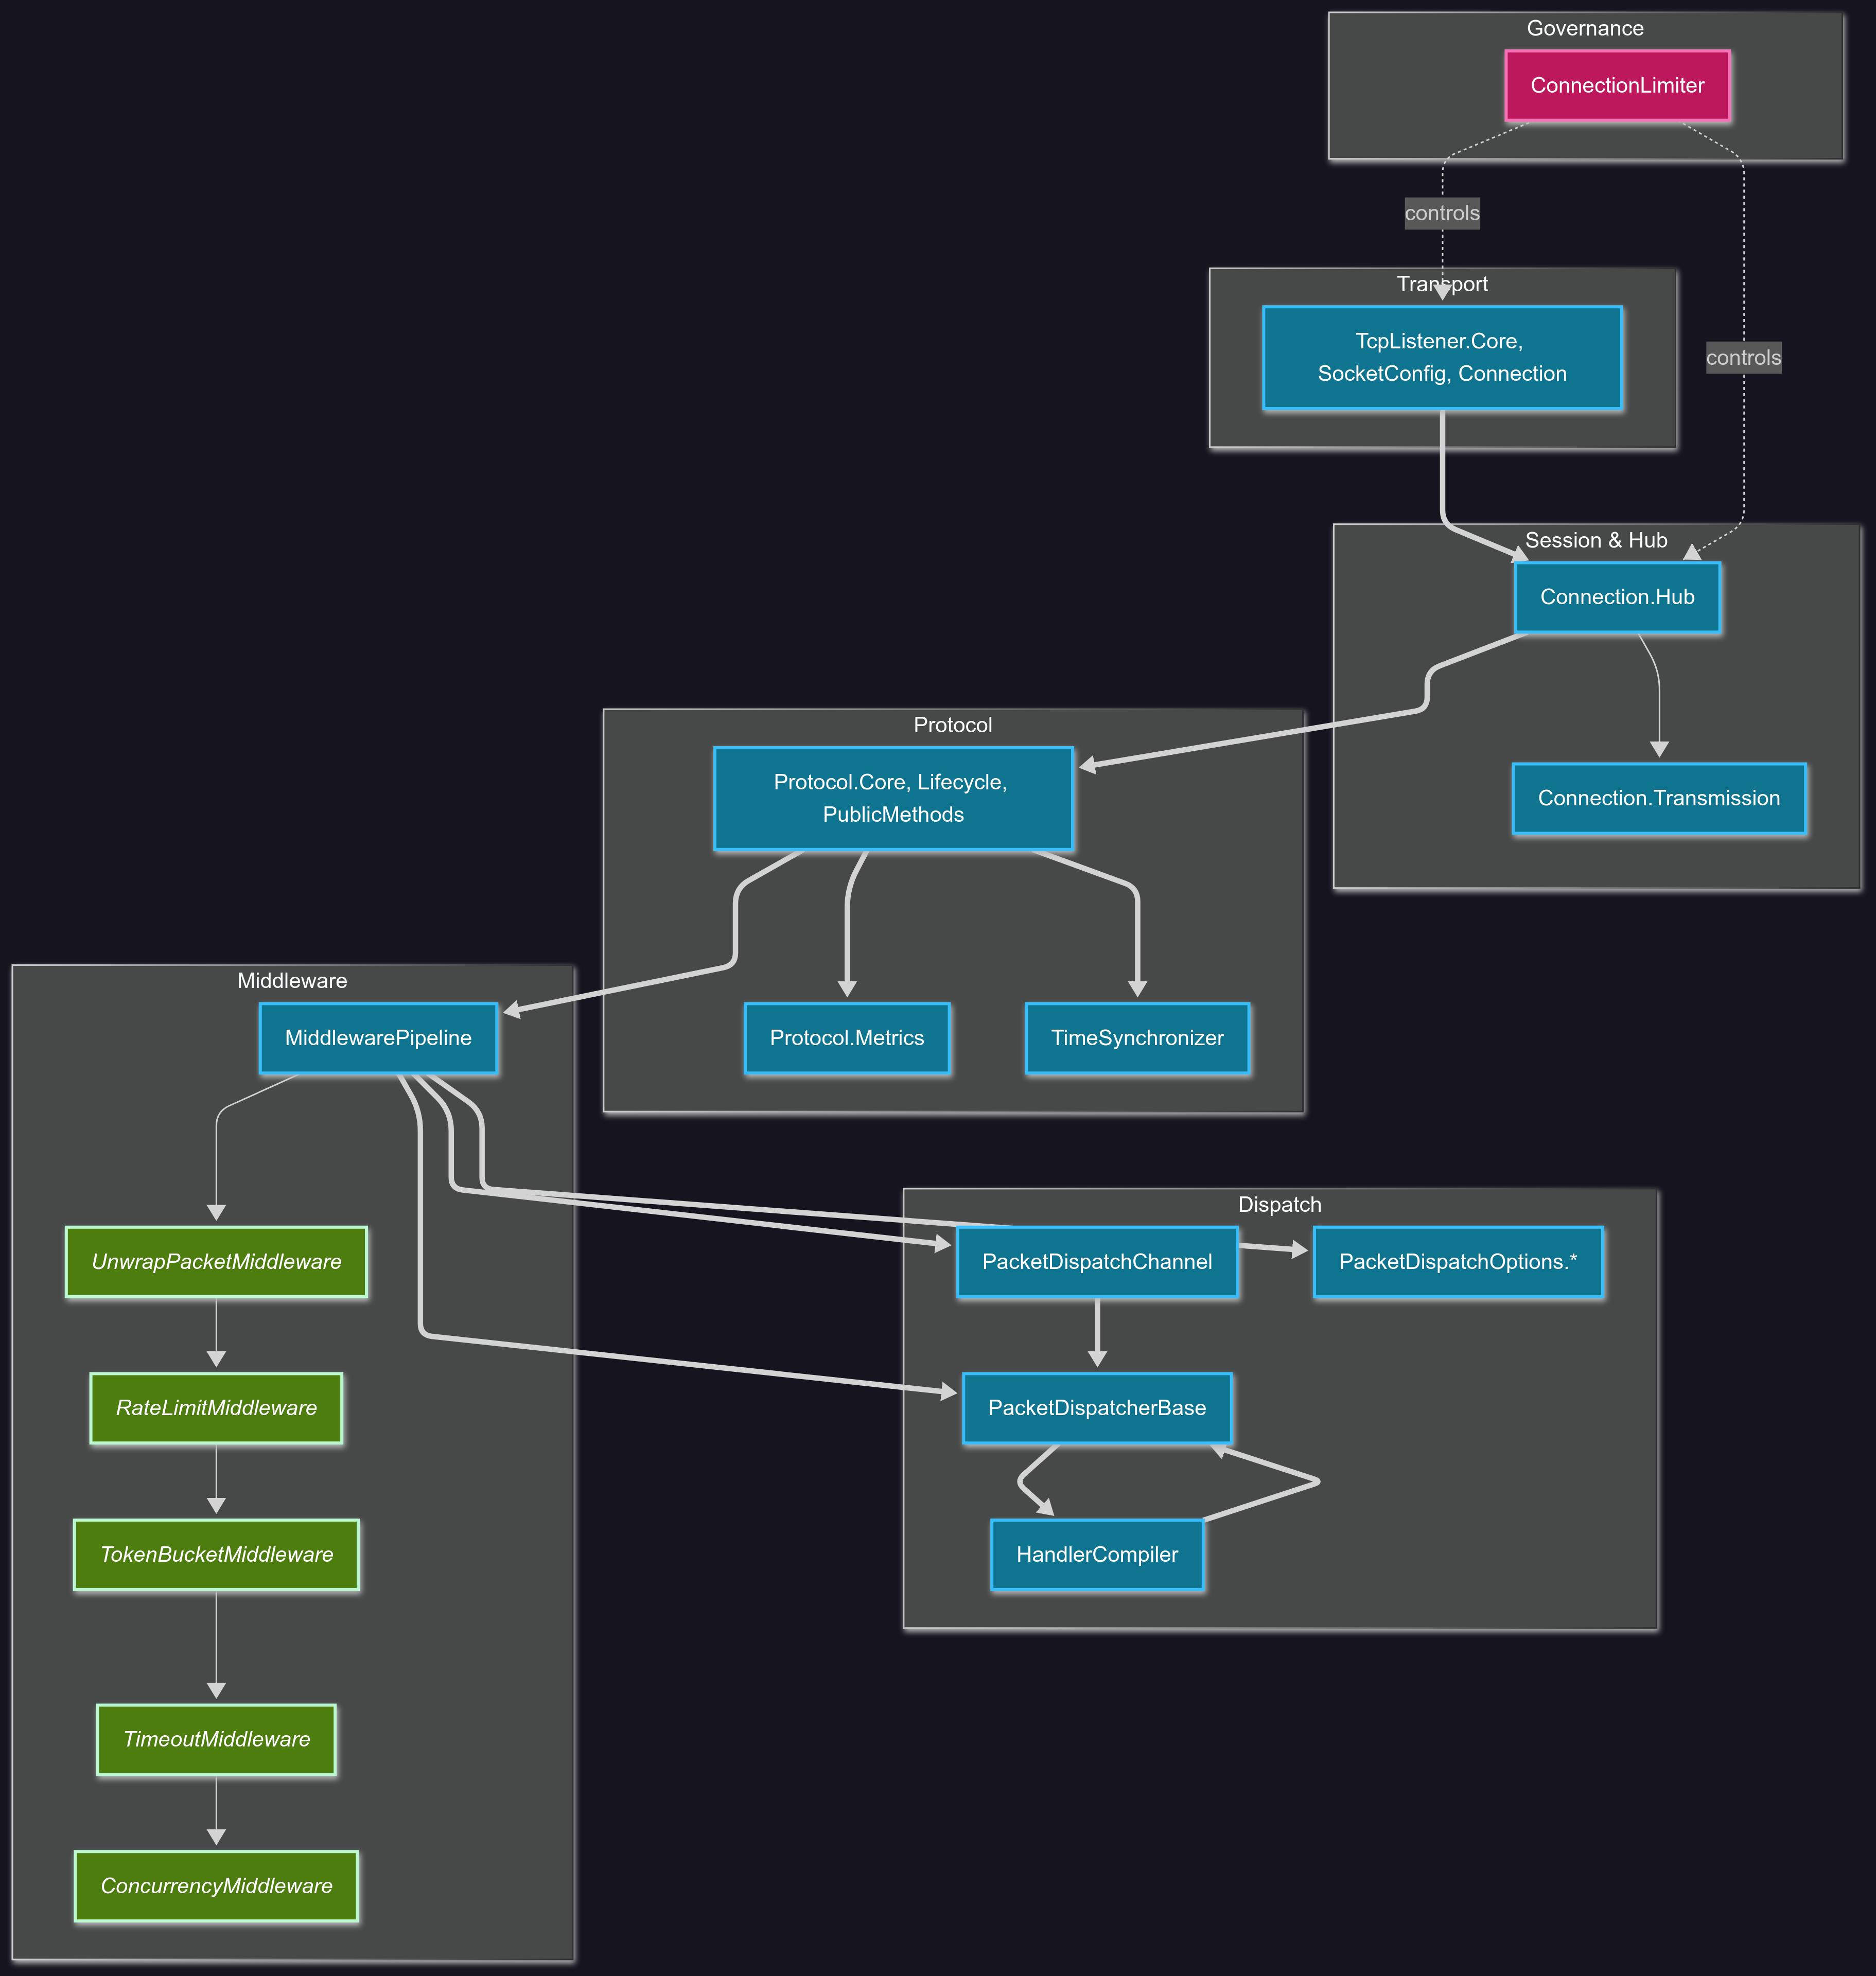 Governance
ConnectionLimiter
controls
Transport
TcpListener.Core,
SocketConfig, Connection
controls
Session & Hub
Connection.Hub
Connection.Transmission
Protocol
Protocol.Core, Lifecycle,
PublicMethods
Protocol.Metrics
TimeSynchronizer
Middleware
MiddlewarePipeline
UnwrapPacketMiddleware
RateLimitMiddleware
TokenBucketMiddleware
TimeoutMiddleware
ConcurrencyMiddleware
Dispatch
PacketDispatchChannel
PacketDispatchOptions.*
PacketDispatcherBase
HandlerCompiler